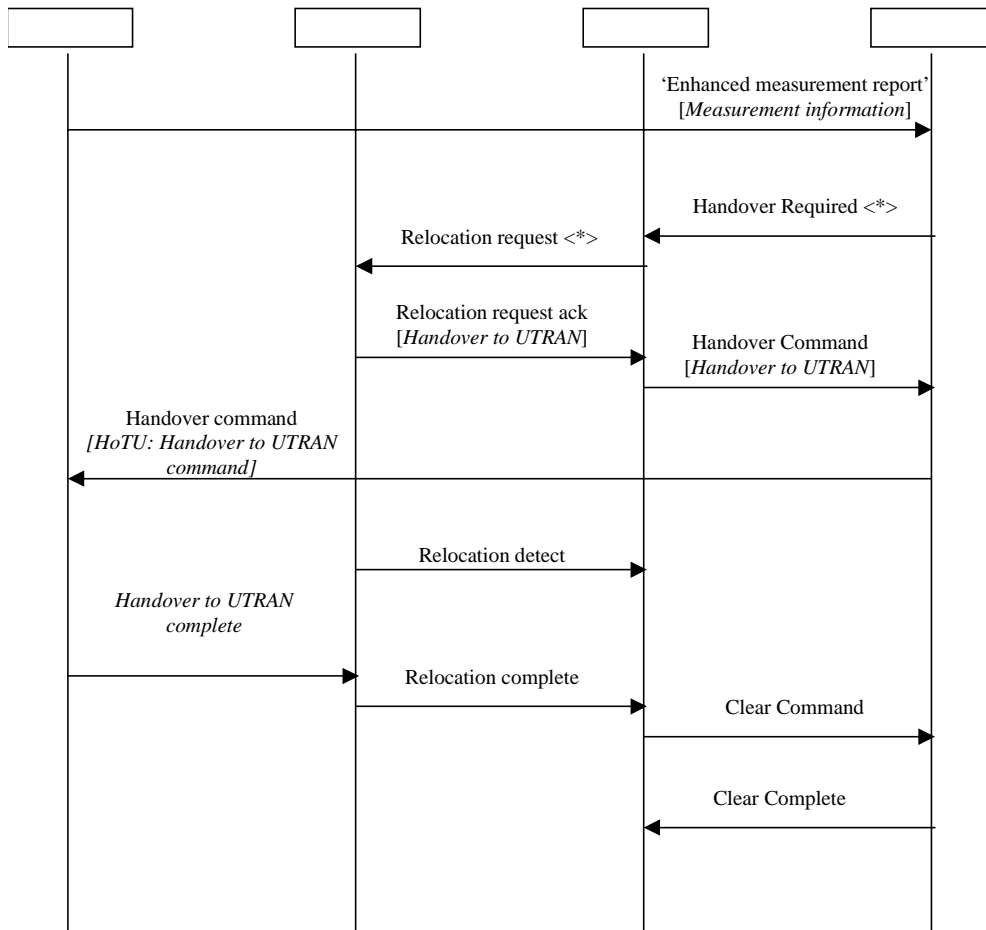 ‘Enhanced measurement report’
[Measurement information]
Handover Required <*>
Relocation request <*>
Relocation request ack
[Handover to UTRAN]
Handover Command
[Handover to UTRAN]
Handover command
[HoTU: Handover to UTRAN
command]
Relocation detect
Handover to UTRAN
complete
Relocation complete
Clear Command
Clear Complete